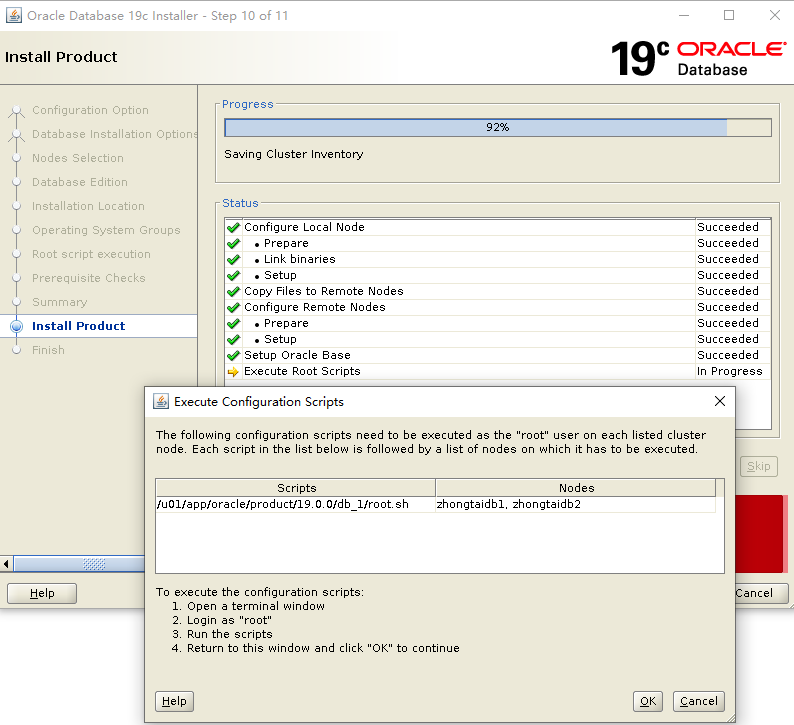 Oracle Database 19c Installer - Step 10 of 11
Install Product
19c ORACLE
Database
Configuration Option
Database Installation Options
Nodes Selection
Database Edition
Installation Location
Operating System Groups
Root script execution
Prerequisite Checks
Summary
Install Product
Finish
Progress
92%
Saving Cluster Inventory
Status
Configure Local Node Succeeded
• Prepare Succeeded
• Link binaries Succeeded
• Setup Succeeded
Copy Files to Remote Nodes Succeeded
Configure Remote Nodes Succeeded
• Prepare Succeeded
• Setup Succeeded
Setup Oracle Base Succeeded
Execute Root Scripts In Progress
Skip
Help
Cancel
Execute Configuration Scripts
The following configuration scripts need to be executed as the "root" user on each listed cluster
node. Each script in the list below is followed by a list of nodes on which it has to be executed.
Scripts Nodes
/u01/app/oracle/product/19.0.0/db_1/root.sh zhongtaidb1, zhongtaidb2
To execute the configuration scripts:
1. Open a terminal window
2. Login as "root"
3. Run the scripts
4. Return to this window and click "OK" to continue
Help OK Cancel